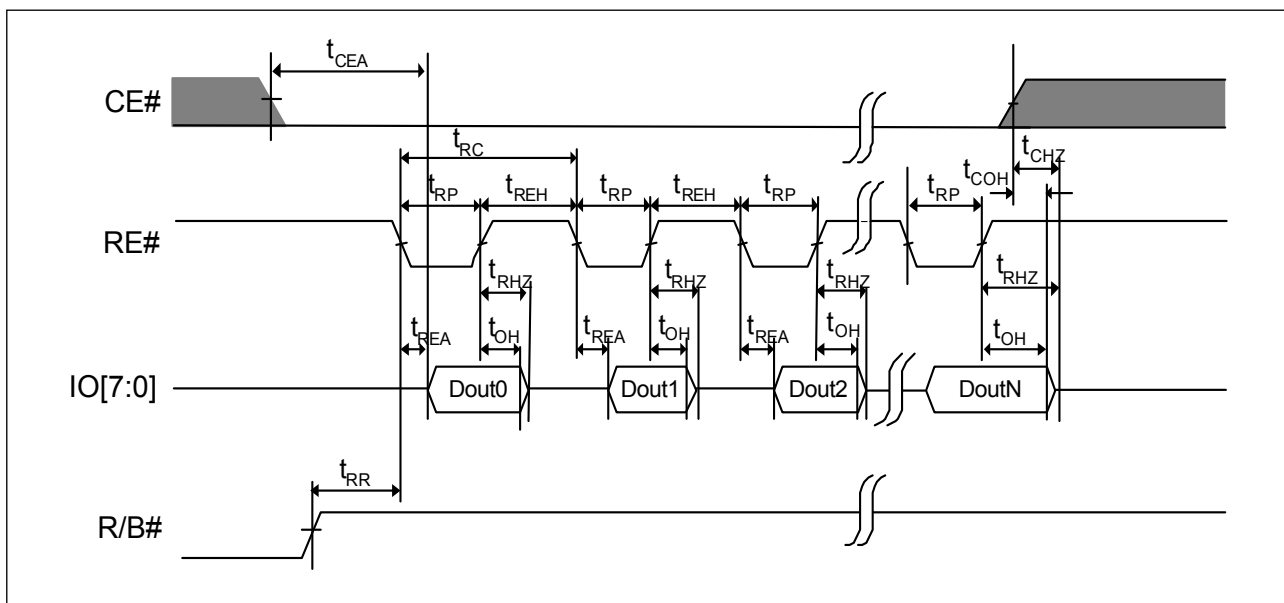 tCEA
CE#
tRC
tCHZ
tCOH
tRP tREH tRP tREH tRP tRP
RE#
tRHZ tRHZ tRHZ tRHZ
tREA tOH tREA tOH tREA tOH tOH
IO[7:0] Dout0 Dout1 Dout2 DoutN
tRR
R/B#